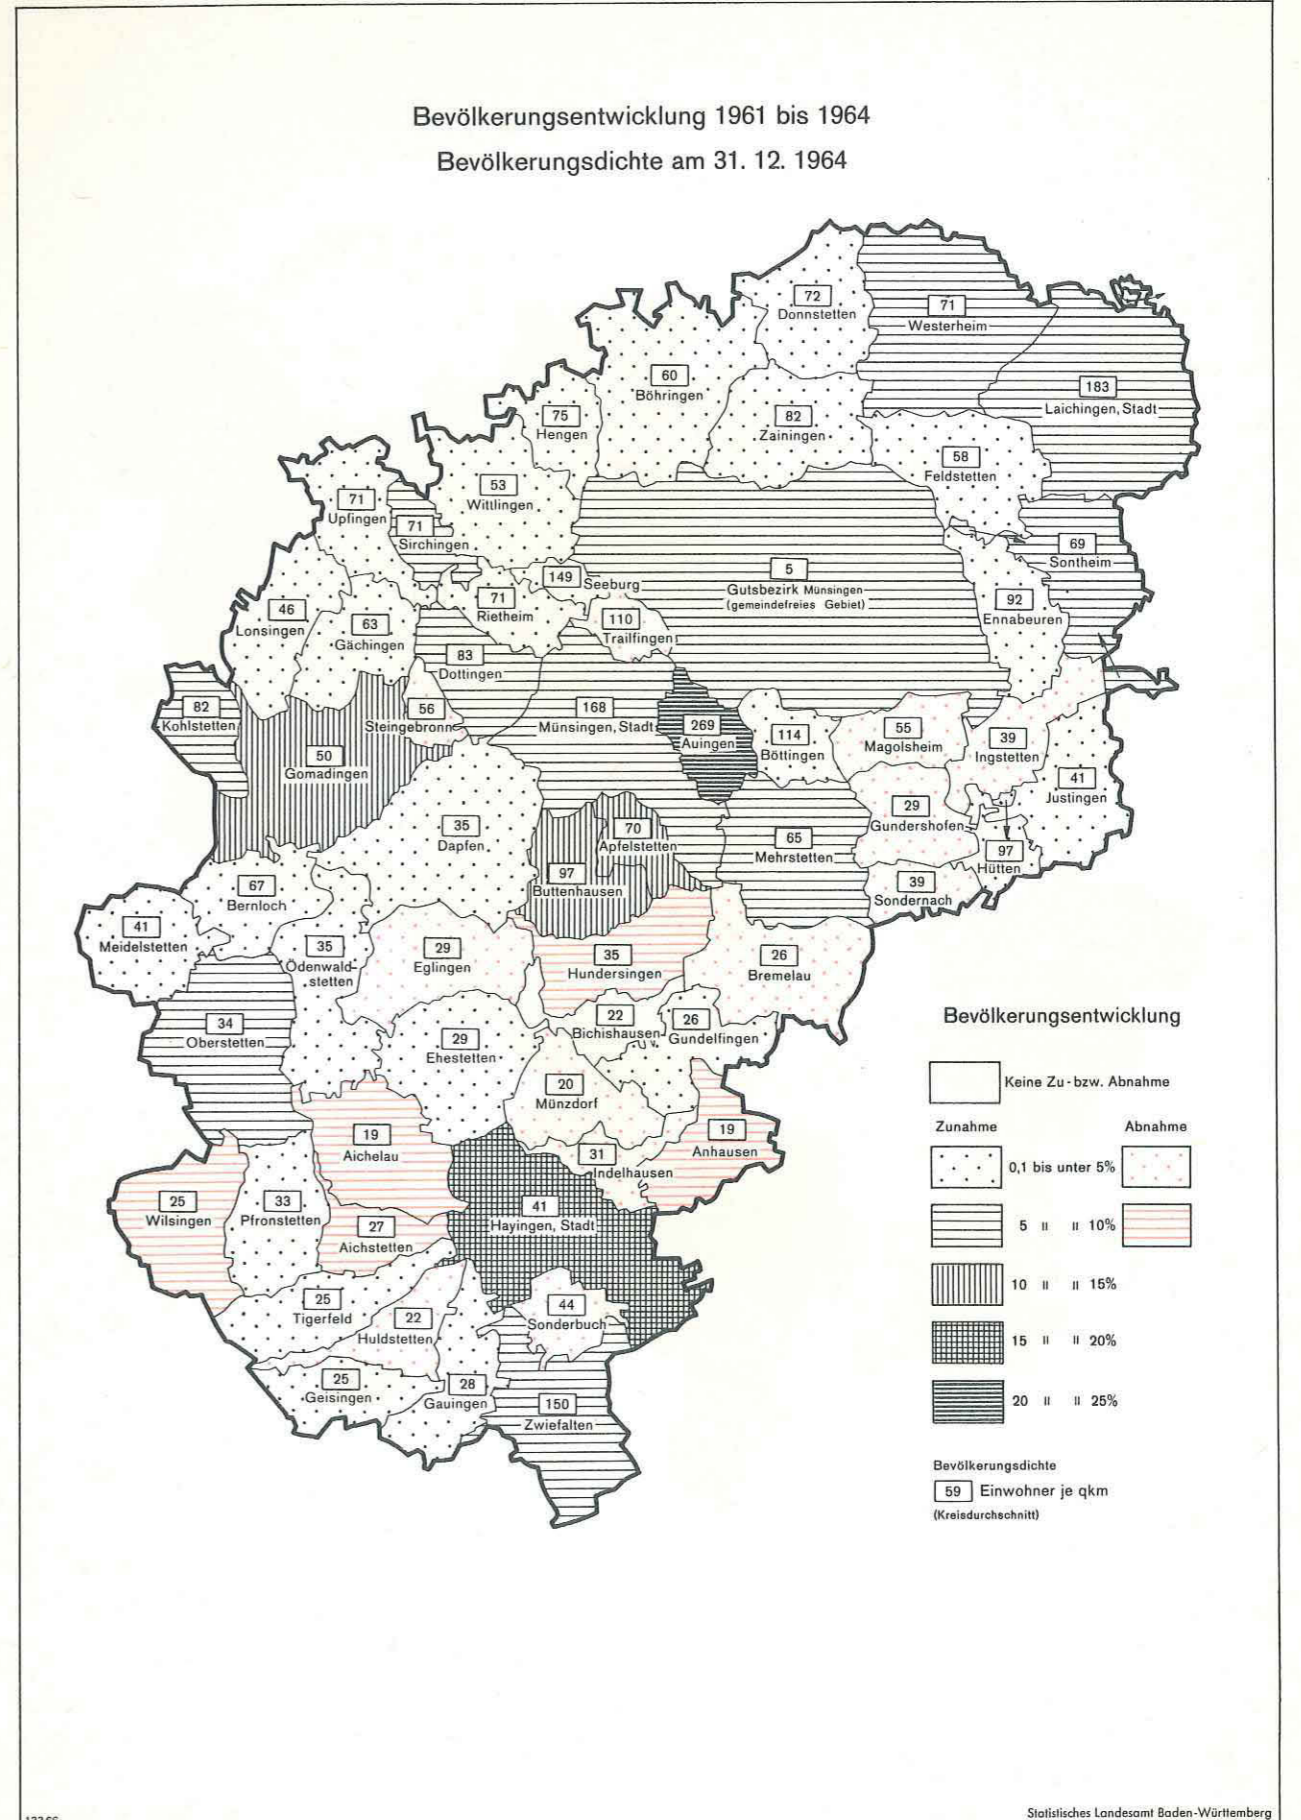 Bevölkerungsentwicklung 1961 bis 1964
Bevölkerungsdichte am 31. 12. 1964
72
Donnstetten
71
Westerheim
183
Laichingen, Stadt
60
Böhringen
75
Hengen
82
Zainingen
58
Feldstetten
53
Wittlingen
71
Upfingen
71
Sirchingen
69
Sontheim
149 Seeburg
5
Gutsbezirk Münsingen
(gemeindefreies Gebiet)
71
Rietheim
92
Ennabeuren
46
Lonsingen
63
Gächingen
110
Trailfingen
83
Dottingen
82
Kohlstetten
56
Steingebronn
168
Münsingen, Stadt
269
Auingen
114
Böttingen
55
Magolsheim
39
Ingstetten
50
Gomadingen
41
Justingen
29
Gundershofen
35
Dapfen
70
Apfelstetten
65
Mehrstetten
97
Hütten
97
Buttenhausen
39
Sondernach
67
Bernloch
41
Meidelstetten
35
Ödenwald-
stetten
29
Eglingen
35
Hundersingen
26
Bremelau
34
Oberstetten
22
Bichishausen
26
Gundelfingen
29
Ehestetten
20
Münzdorf
19
Aichelau
19
Anhausen
31
Indelhausen
25
Wilsingen
33
Pfronstetten
41
Hayingen, Stadt
27
Aichstetten
25
Tigerfeld
22
Huldstetten
44
Sonderbuch
25
Geisingen
28
Gauingen
150
Zwiefalten
Bevölkerungsentwicklung
Keine Zu- bzw. Abnahme
Zunahme Abnahme
0,1 bis unter 5%
5 " " 10%
10 " " 15%
15 " " 20%
20 " " 25%
Bevölkerungsdichte
59 Einwohner je qkm
(Kreisdurchschnitt)
Statistisches Landesamt Baden-Württemberg